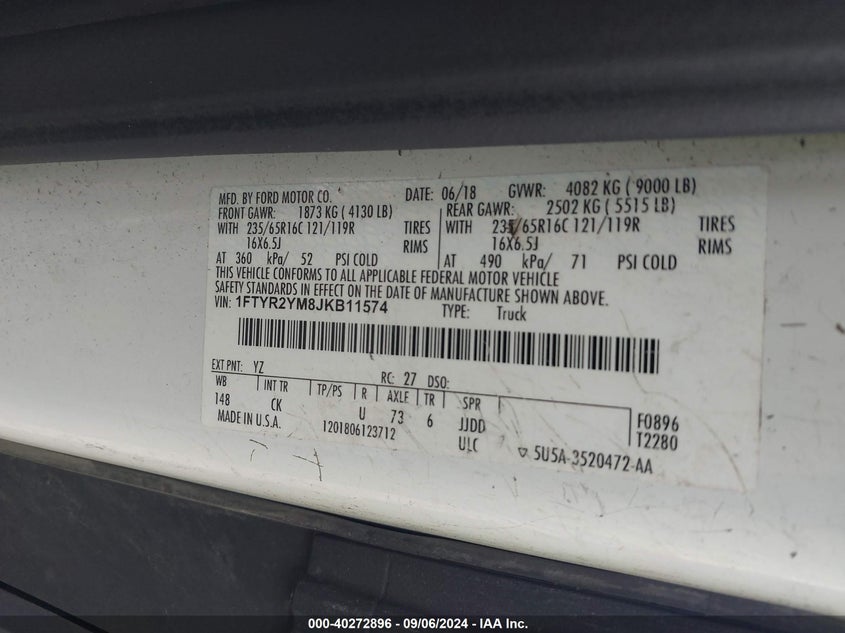 MFD. BY FORD MOTOR CO. DATE: 06/18 GVWR: 4082 KG ( 9000 LB)
FRONT GAWR: 1873 KG ( 4130 LB) REAR GAWR: 2502 KG ( 5515 LB)
WITH 235/65R16C 121/119R TIRES WITH 235/65R16C 121/119R TIRES
16X6.5J RIMS 16X6.5J RIMS
AT 360 kPa/ 52 PSI COLD AT 490 kPa/ 71 PSI COLD
THIS VEHICLE CONFORMS TO ALL APPLICABLE FEDERAL MOTOR VEHICLE
SAFETY STANDARDS IN EFFECT ON THE DATE OF MANUFACTURE SHOWN ABOVE.
VIN: 1FTYR2YM8JKB11574 TYPE: Truck
EXT PNT: YZ RC: 27 DSO:
WB INT TR TP/PS R AXLE TR SPR
148 CK U 73 6 JJDD F0896
MADE IN U.S.A. 1201806123712 ULC T2280
▽ 5U5A-3520472-AA
000-40272896 - 09/06/2024 - IAA Inc.